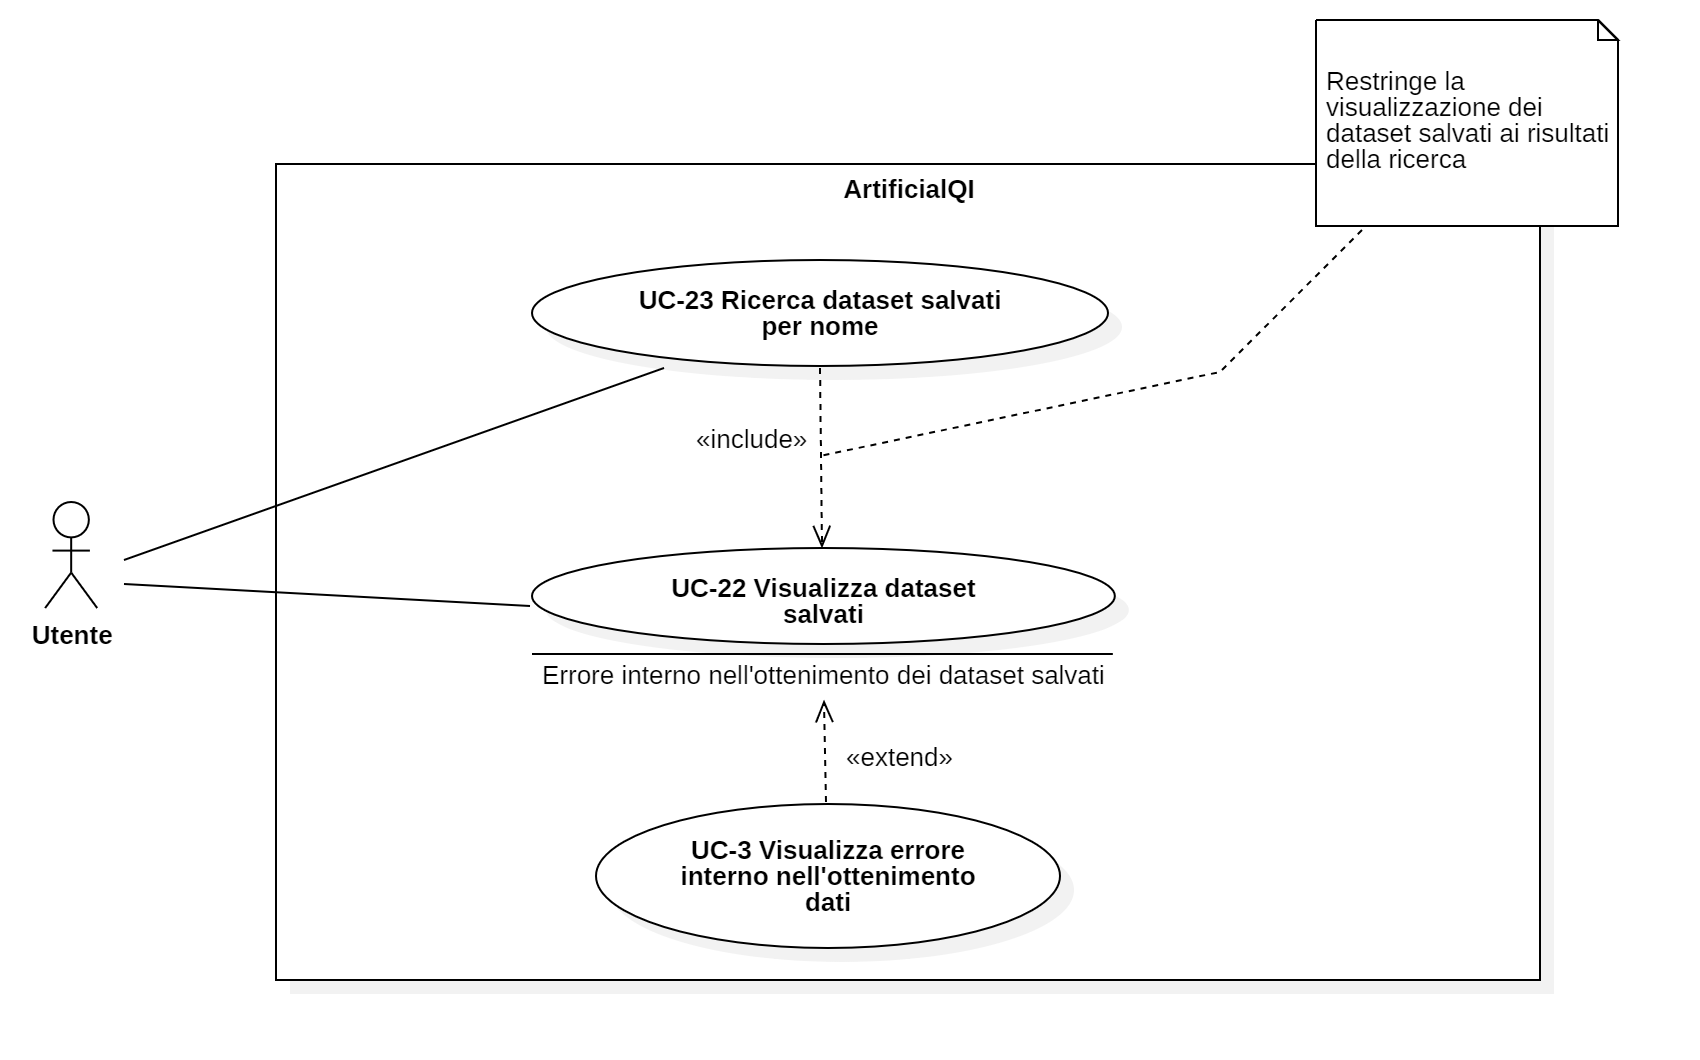 Restringe la
visualizzazione dei
dataset salvati ai risultati
della ricerca
ArtificialQI
UC-23 Ricerca dataset salvati
per nome
«include»
UC-22 Visualizza dataset
salvati
Utente
Errore interno nell'ottenimento dei dataset salvati
«extend»
UC-3 Visualizza errore
interno nell'ottenimento
dati